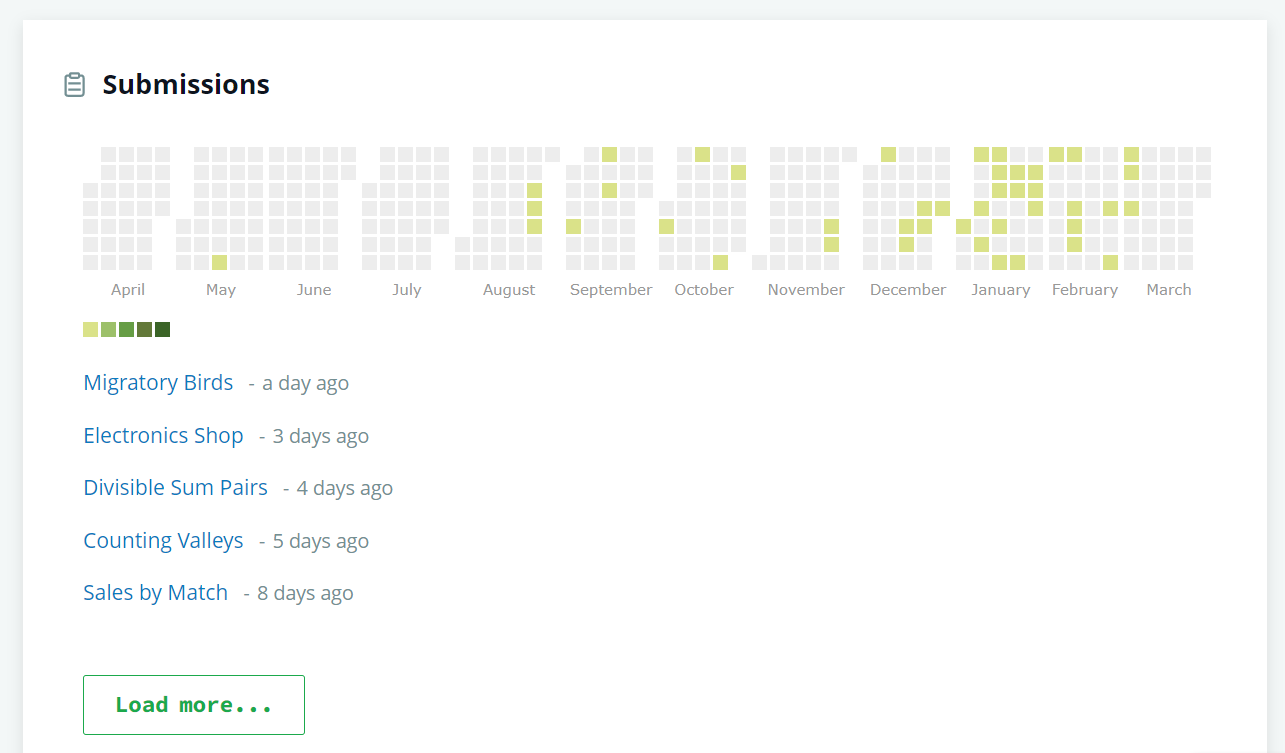 Submissions
April May June July August September October November December January February March
Migratory Birds - a day ago
Electronics Shop - 3 days ago
Divisible Sum Pairs - 4 days ago
Counting Valleys - 5 days ago
Sales by Match - 8 days ago
Load more...